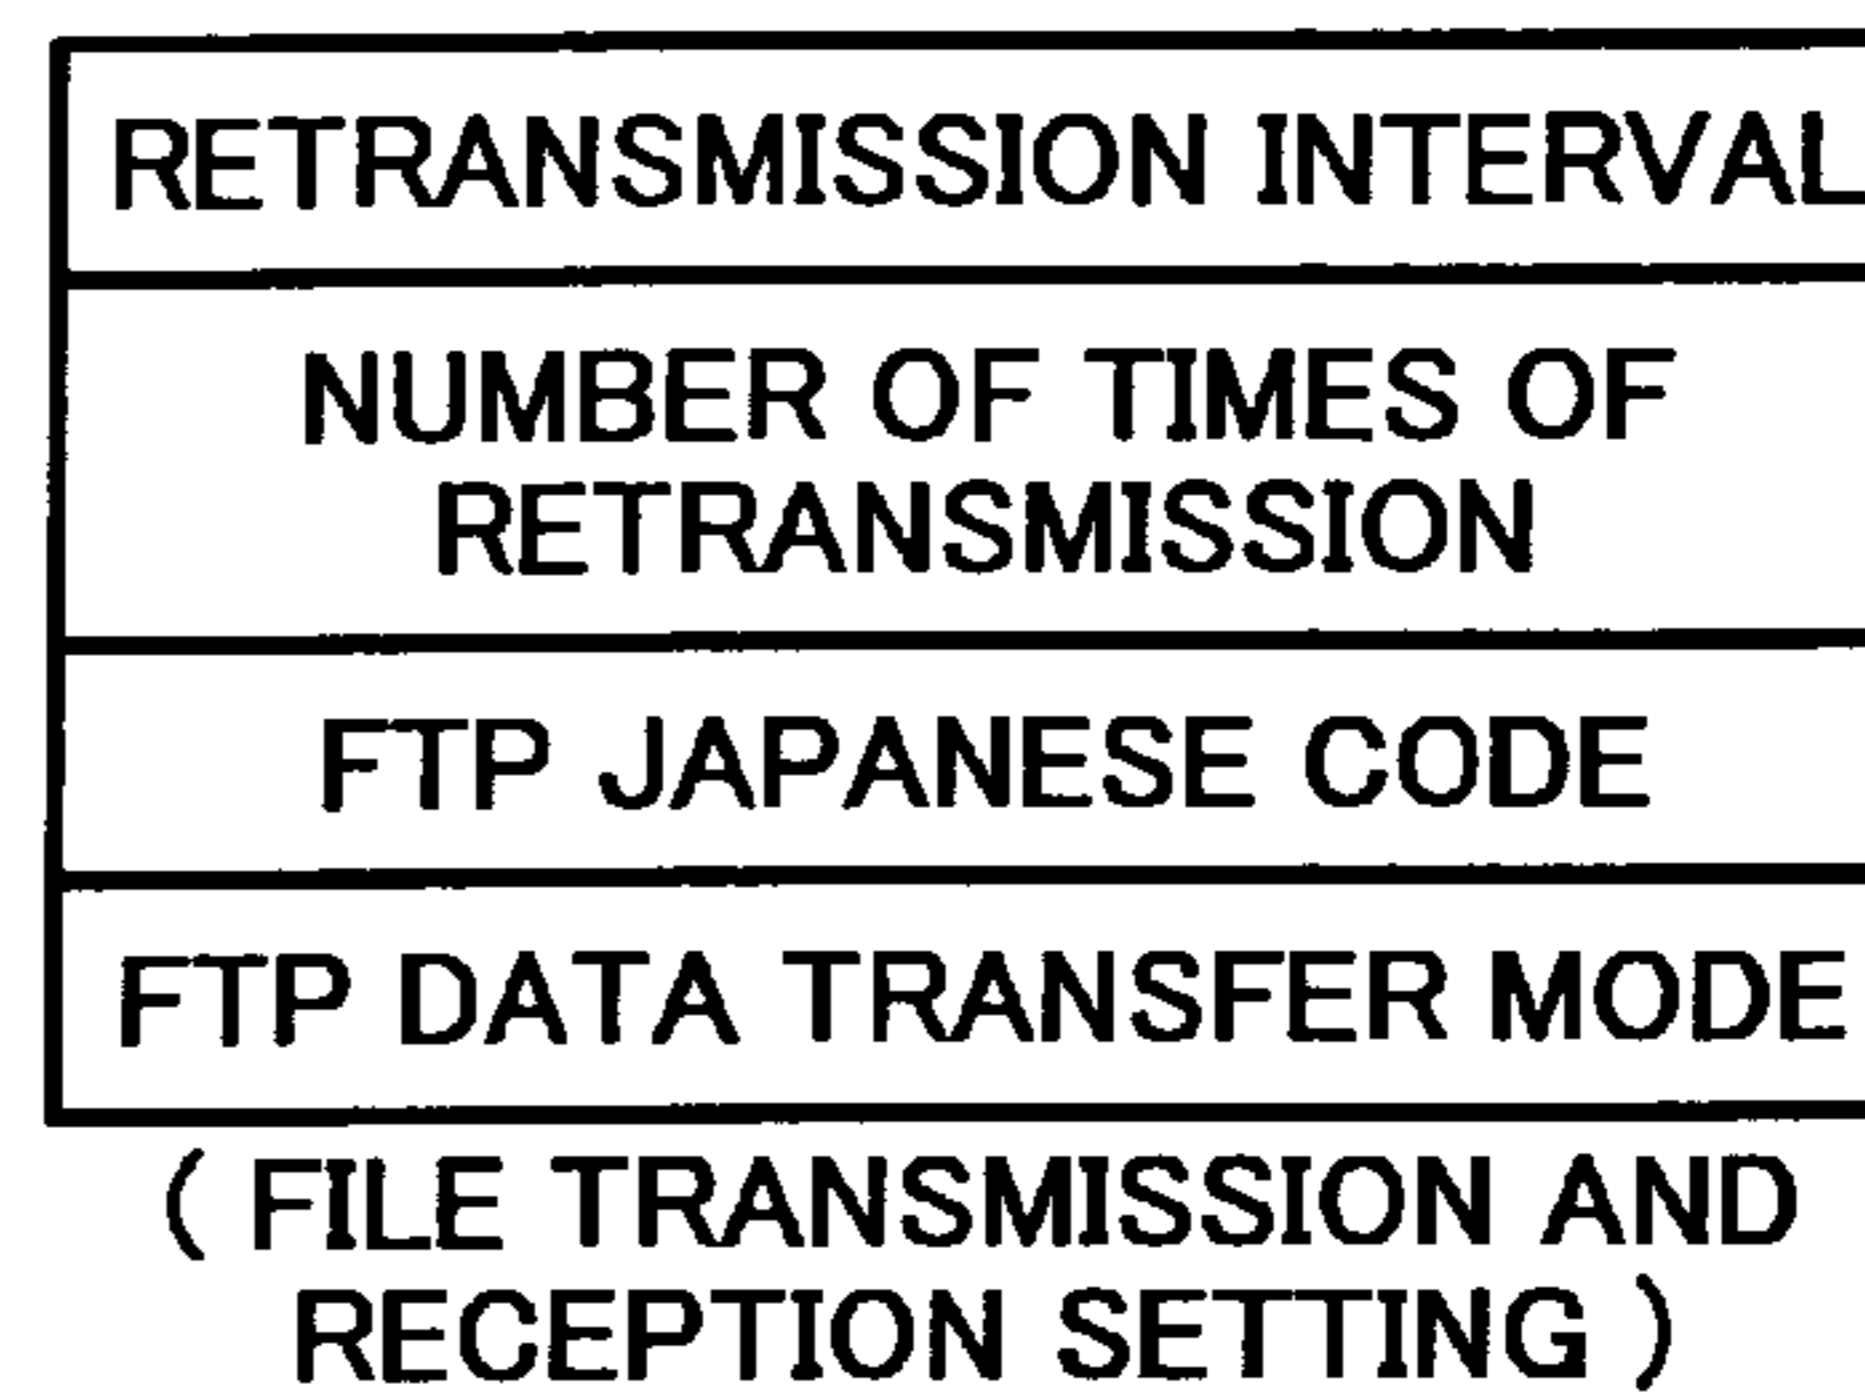 RETRANSMISSION INTERVAL
NUMBER OF TIMES OF
RETRANSMISSION
FTP JAPANESE CODE
FTP DATA TRANSFER MODE
( FILE TRANSMISSION AND
RECEPTION SETTING )